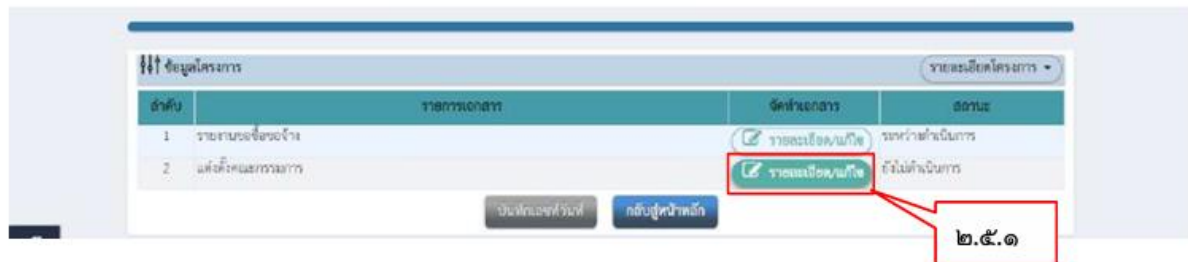 ข้อมูลโครงการ
รายละเอียดโครงการ
ลำดับ รายการเอกสาร จัดทำเอกสาร สถานะ
1 รายงานขอซื้อขอจ้าง รายละเอียด/แก้ไข ระหว่างดำเนินการ
2 แต่งตั้งคณะกรรมการ รายละเอียด/แก้ไข ยังไม่ดำเนินการ
บันทึกเลขที่วันที่ กลับสู่หน้าหลัก
๒.๕.๑